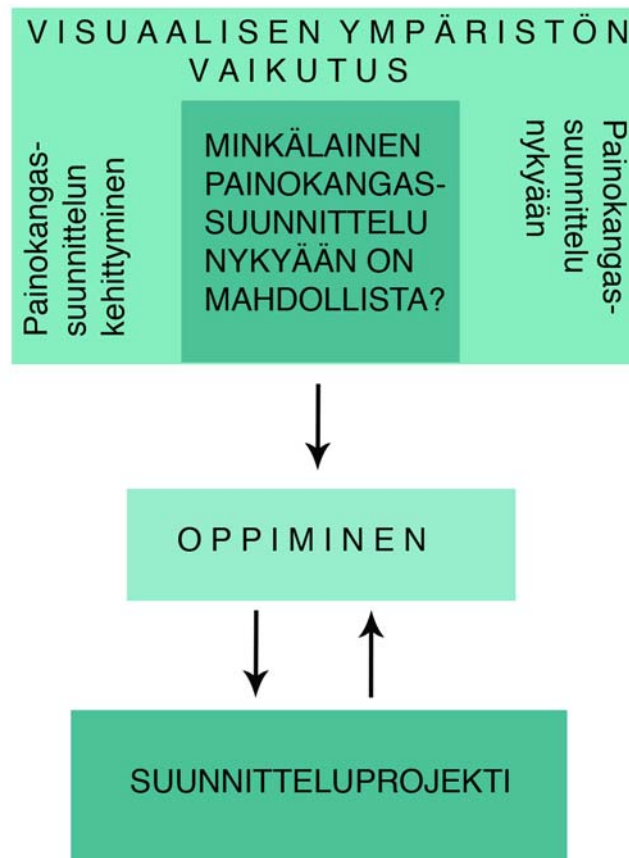 VISUAALISEN YMPÄRISTÖN
VAIKUTUS
Painokangas-
suunnittelun
kehittyminen
MINKÄLAINEN
PAINOKANGAS-
SUUNNITTELU
NYKYÄÄN ON
MAHDOLLISTA?
Painokangas-
suunnittelu
nykyään
OPPIMINEN
SUUNNITTELUPROJEKTI